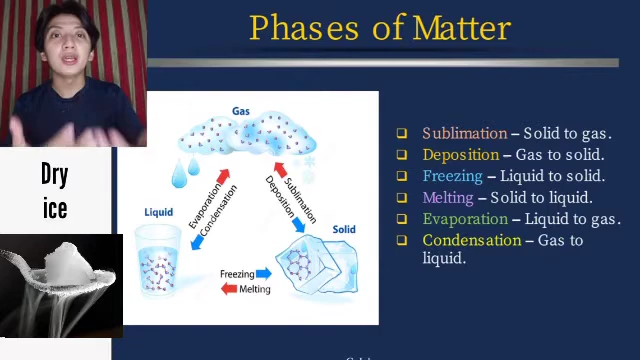 Phases of Matter
Gas
Liquid
Solid
Evaporation
Condensation
Sublimation
Deposition
Freezing
Melting
Dry
ice
Sublimation – Solid to gas.
Deposition – Gas to solid.
Freezing – Liquid to solid.
Melting – Solid to liquid.
Evaporation – Liquid to gas.
Condensation – Gas to
liquid.